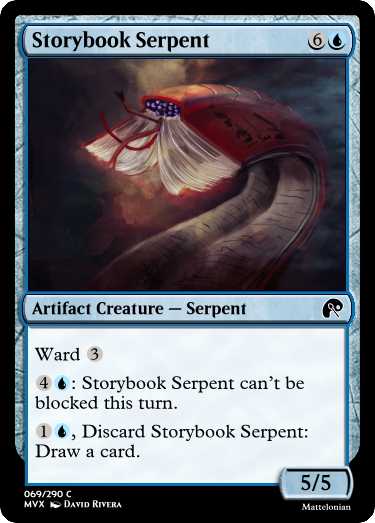 Storybook Serpent 6
Artifact Creature — Serpent
Ward 3
4 : Storybook Serpent can't be
blocked this turn.
1 , Discard Storybook Serpent:
Draw a card.
5/5
069/290 C
MVX David Rivera
Mattelonian